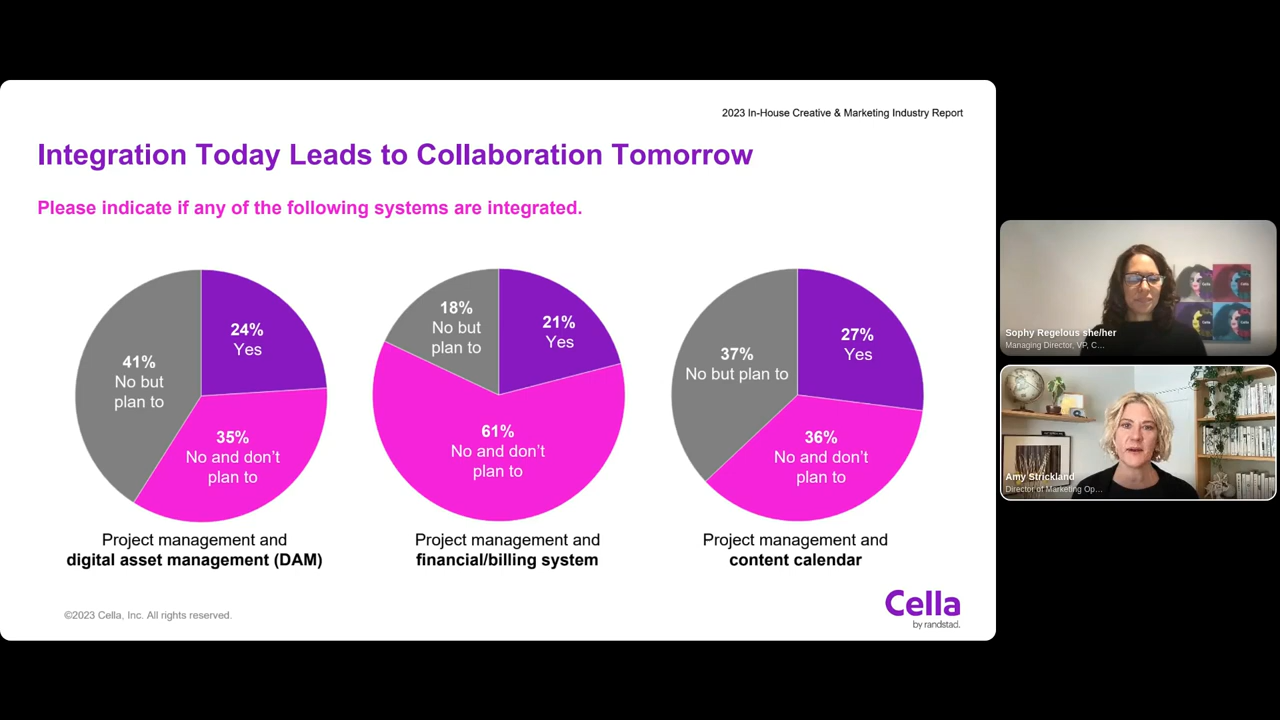 2023 In-House Creative & Marketing Industry Report
Integration Today Leads to Collaboration Tomorrow
Please indicate if any of the following systems are integrated.
24%
Yes
41%
No but
plan to
35%
No and don't
plan to
Project management and
digital asset management (DAM)
18%
No but
plan to
21%
Yes
61%
No and don't
plan to
Project management and
financial/billing system
27%
Yes
37%
No but plan to
36%
No and don't
plan to
Project management and
content calendar
©2023 Cella, Inc. All rights reserved.
Cella
by randstad.
Sophy Regelous she/her
Managing Director, VP, C...
Amy Strickland
Director of Marketing Op...